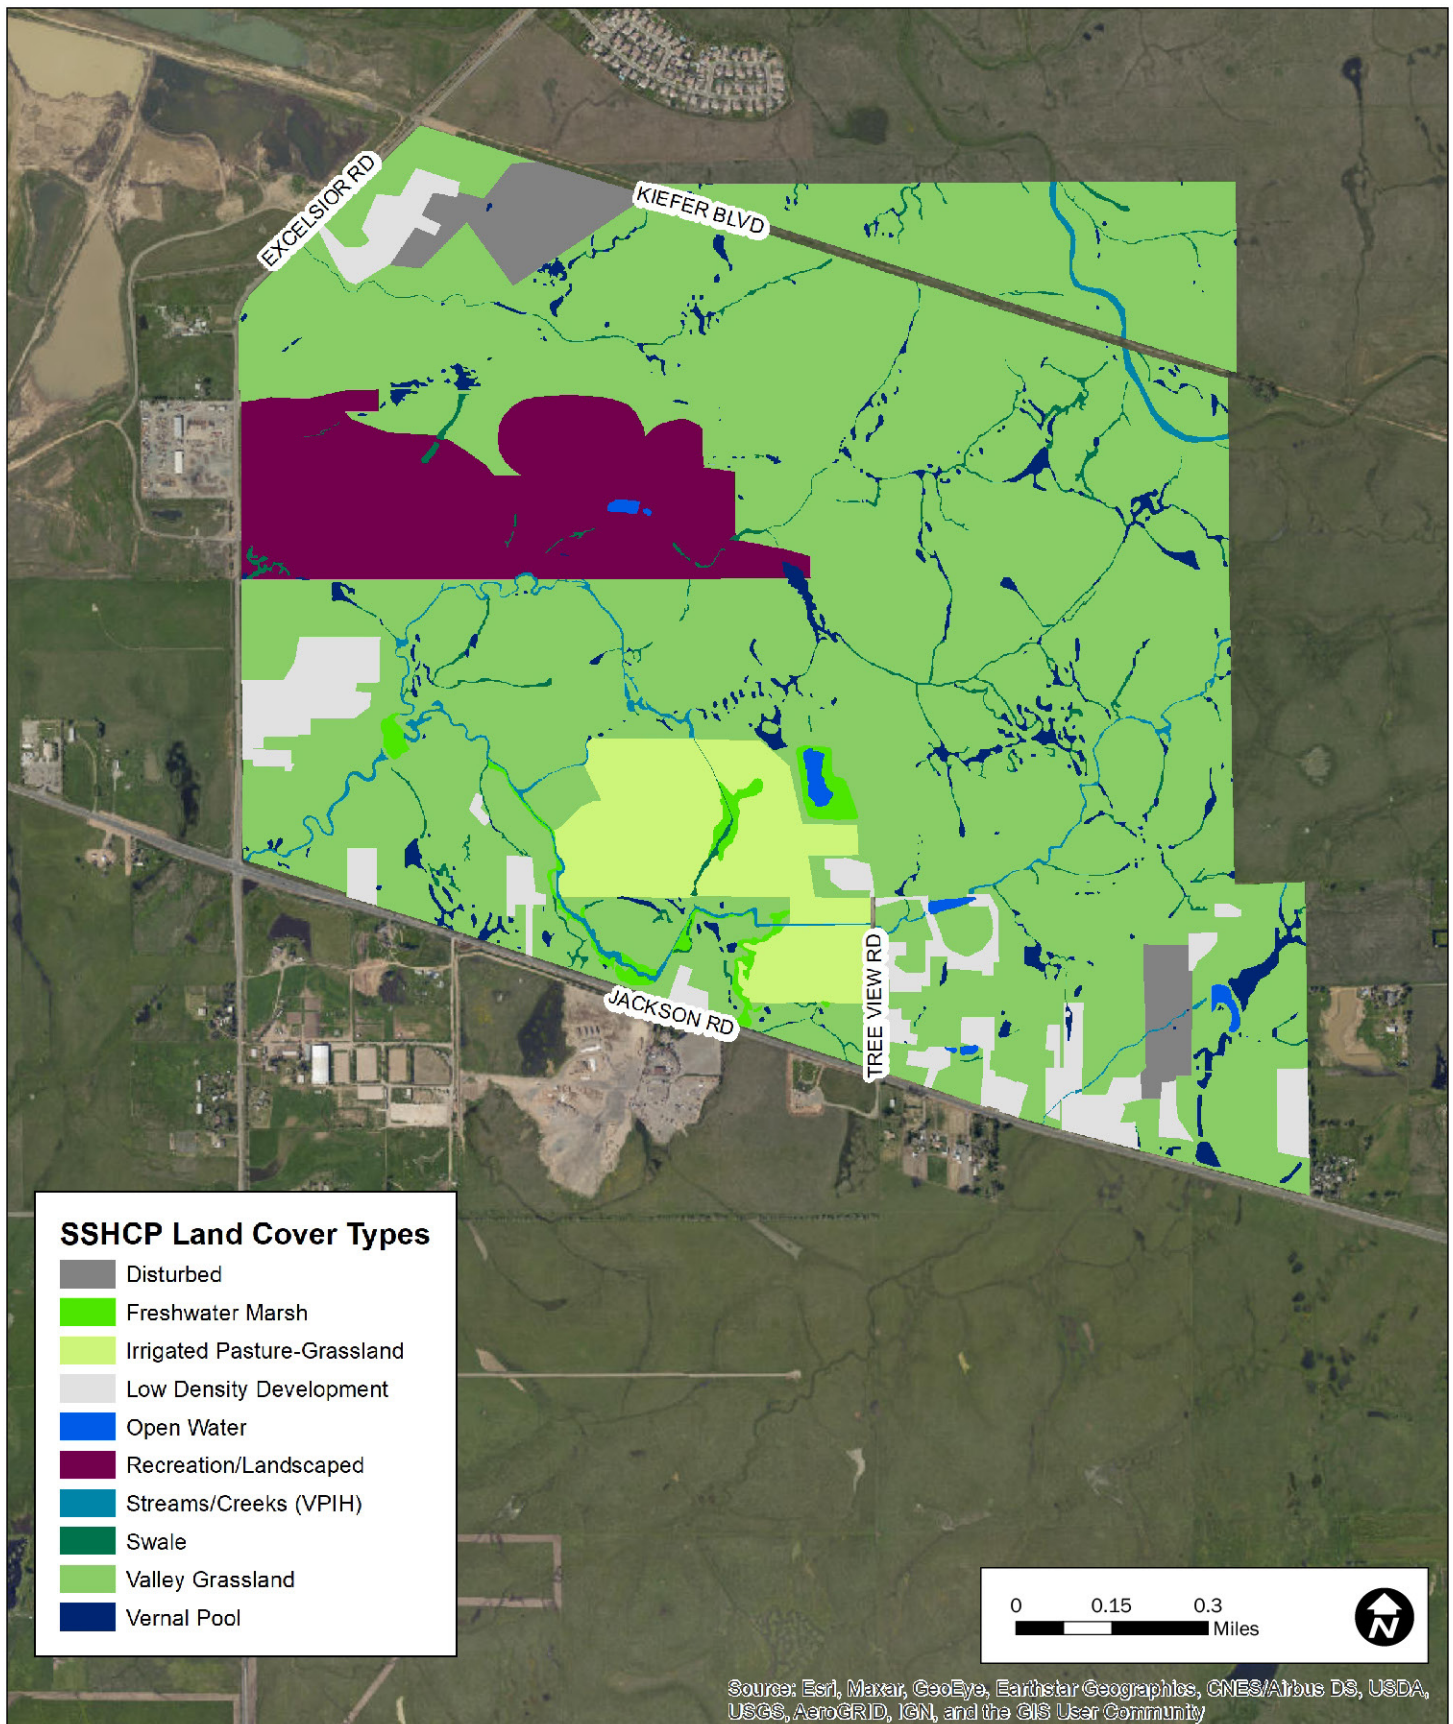 EXCELSIOR RD
KIEFER BLVD
JACKSON RD
TREE VIEW RD
SSHCP Land Cover Types
Disturbed
Freshwater Marsh
Irrigated Pasture-Grassland
Low Density Development
Open Water
Recreation/Landscaped
Streams/Creeks (VPIH)
Swale
Valley Grassland
Vernal Pool
0 0.15 0.3
Miles
N
Source: Esri, Maxar, GeoEye, Earthstar Geographics, CNES/Airbus DS, USDA,
USGS, AeroGRID, IGN, and the GIS User Community